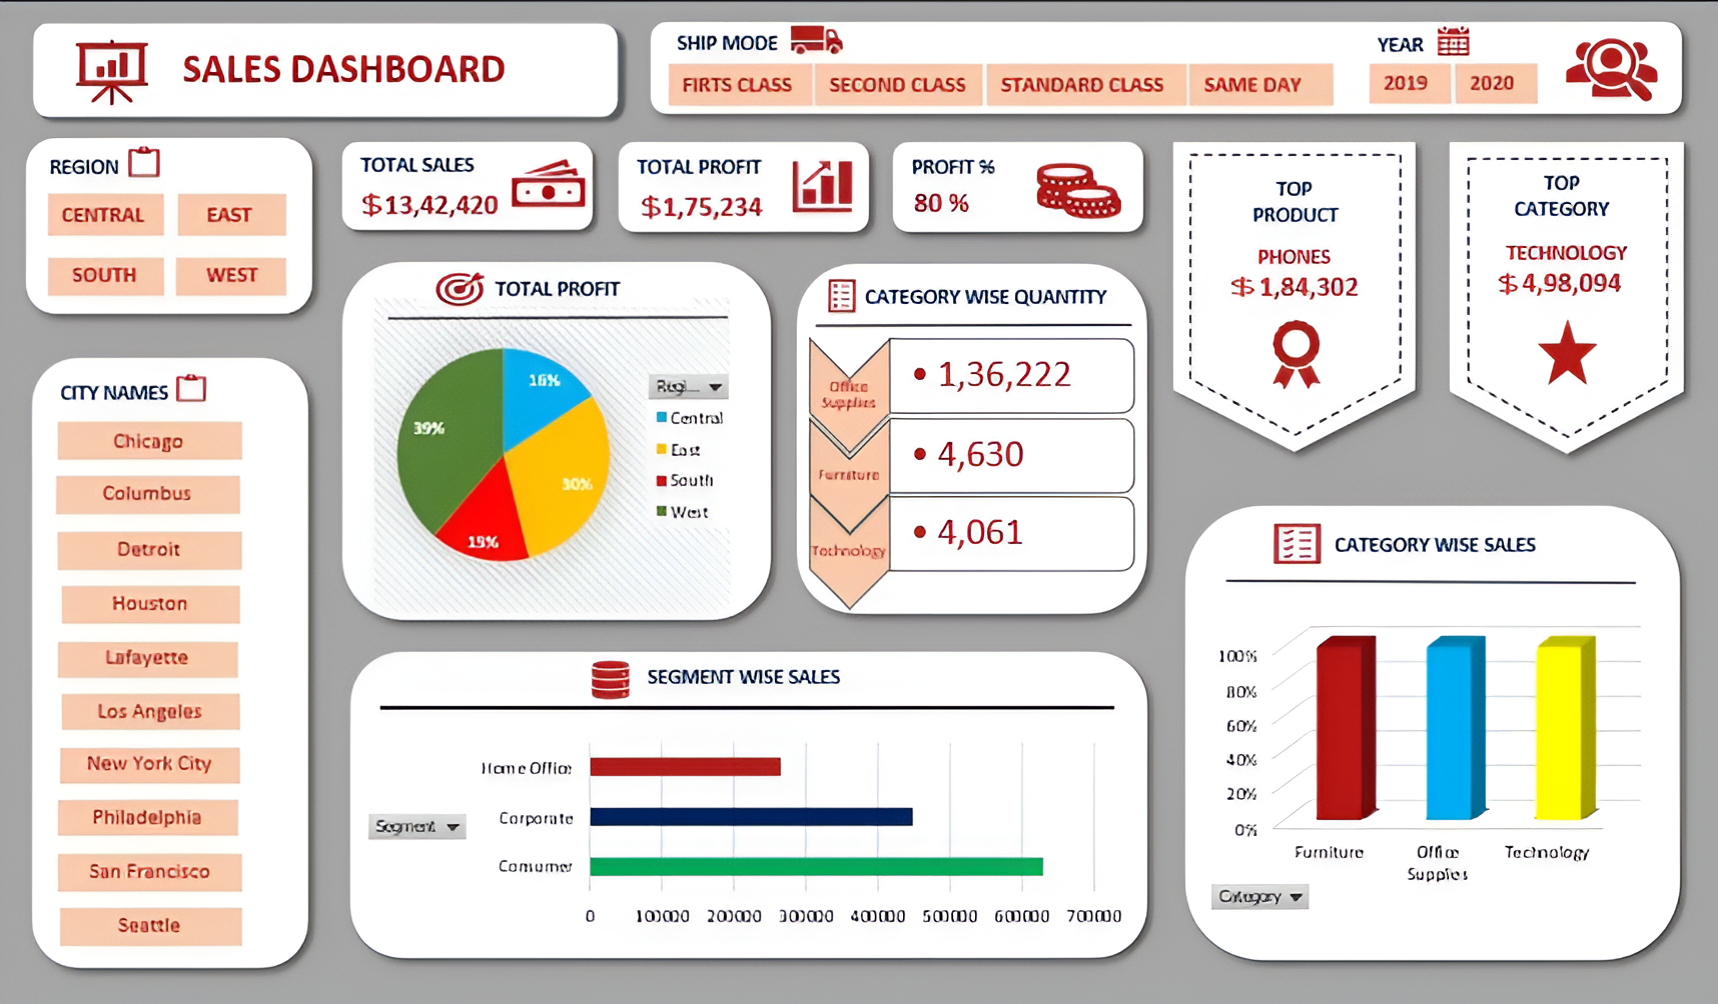 SALES DASHBOARD
SHIP MODE
FIRTS CLASS
SECOND CLASS
STANDARD CLASS
SAME DAY
YEAR
2019
2020
REGION
CENTRAL
EAST
SOUTH
WEST
TOTAL SALES
$13,42,420
TOTAL PROFIT
$1,75,234
PROFIT %
80 %
TOP
PRODUCT
PHONES
$ 1,84,302
TOP
CATEGORY
TECHNOLOGY
$ 4,98,094
CITY NAMES
Chicago
Columbus
Detroit
Houston
Lafayette
Los Angeles
New York City
Philadelphia
San Francisco
Seattle
TOTAL PROFIT
16%
39%
30%
15%
Regi...
Central
East
South
West
CATEGORY WISE QUANTITY
Office
Supplies
• 1,36,222
Furniture
• 4,630
Technology
• 4,061
SEGMENT WISE SALES
Segment
Home Office
Corporate
Consumer
0 100000 200000 300000 400000 500000 600000 700000
CATEGORY WISE SALES
100%
80%
60%
40%
20%
0%
Furniture
Office
Supplies
Technology
Category